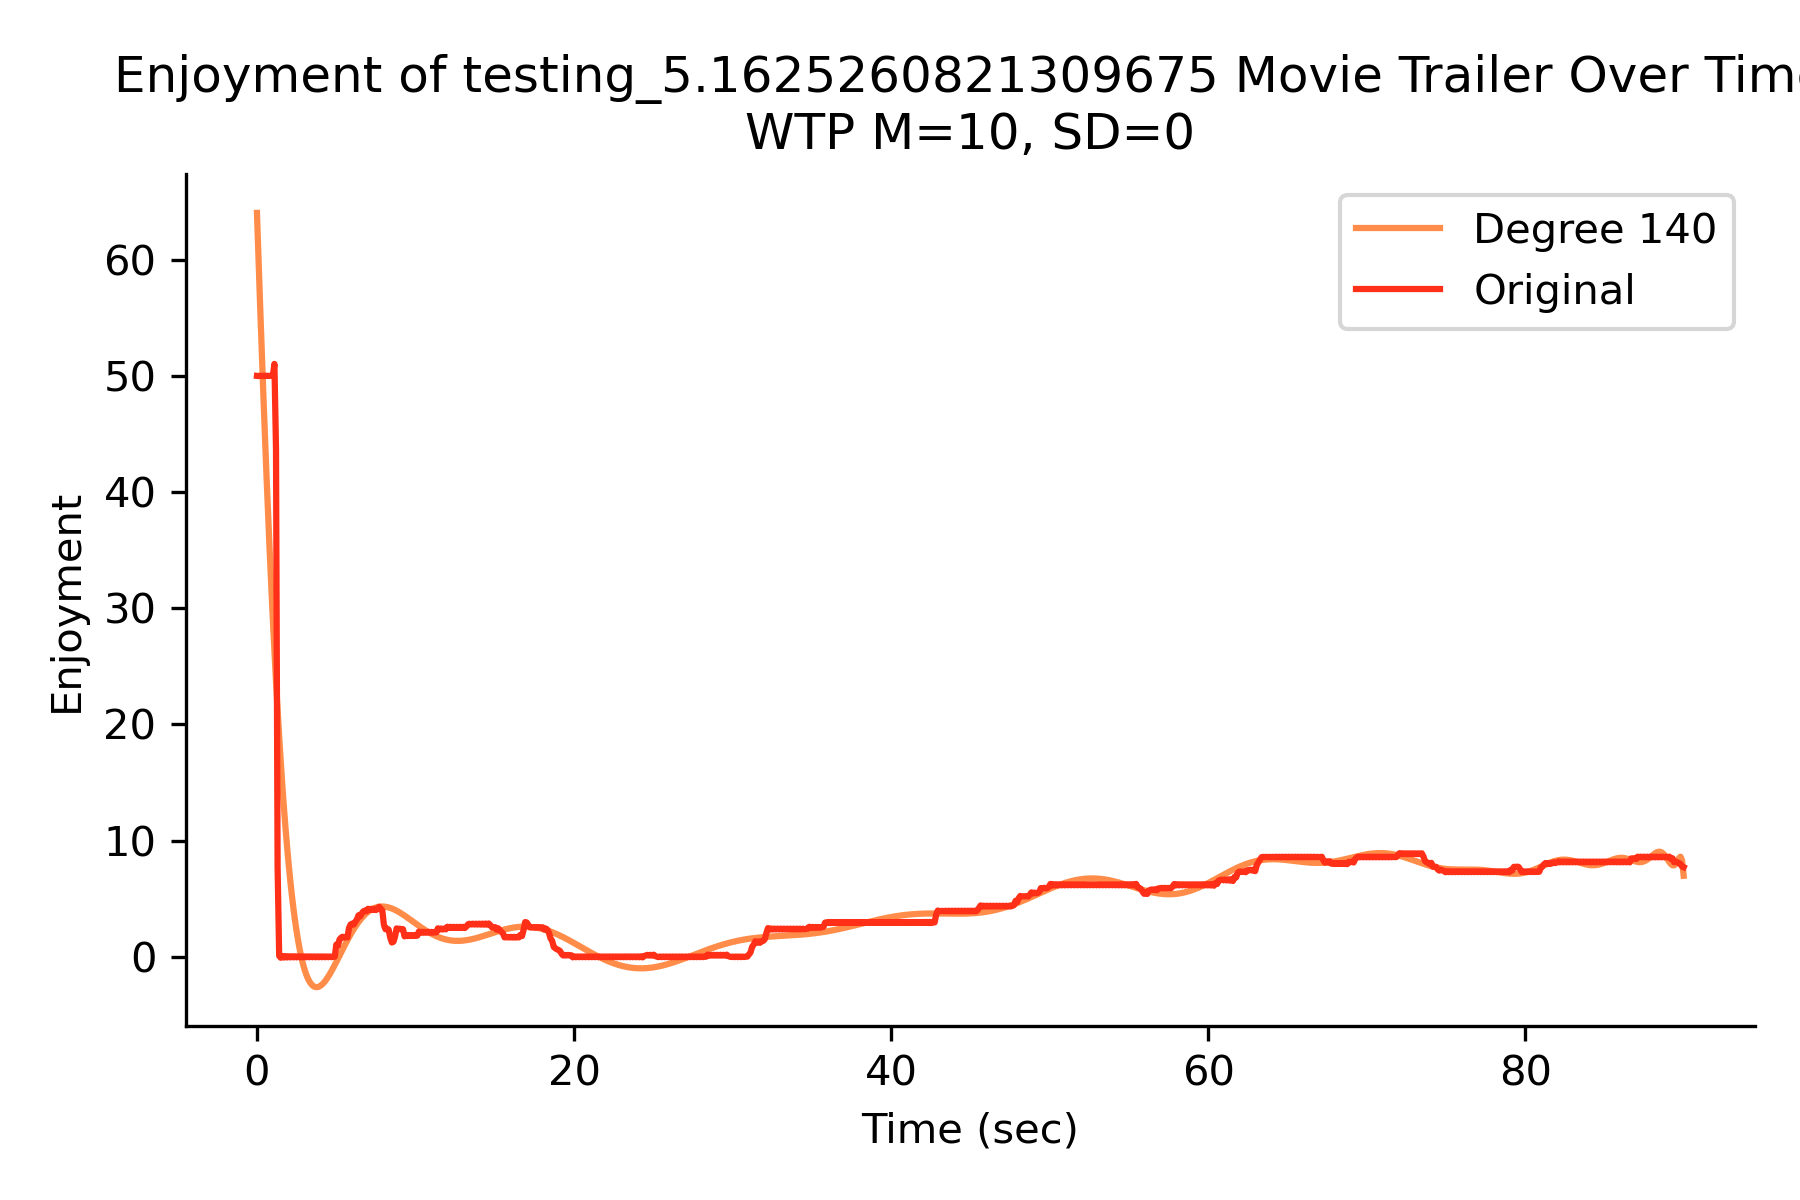 Enjoyment of testing_5.1625260821309675 Movie Trailer Over Time
WTP M=10, SD=0
Degree 140
Original
Enjoyment
60
50
40
30
20
10
0
0 20 40 60 80
Time (sec)